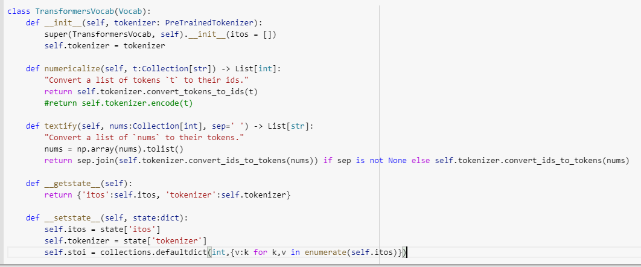 class TransformersVocab(Vocab):
    def __init__(self, tokenizer: PreTrainedTokenizer):
        super(TransformersVocab, self).__init__(itos = [])
        self.tokenizer = tokenizer

    def numericalize(self, t:Collection[str]) -> List[int]:
        "Convert a list of tokens `t` to their ids."
        return self.tokenizer.convert_tokens_to_ids(t)
        #return self.tokenizer.encode(t)

    def textify(self, nums:Collection[int], sep=' ') -> List[str]:
        "Convert a list of `nums` to their tokens."
        nums = np.array(nums).tolist()
        return sep.join(self.tokenizer.convert_ids_to_tokens(nums)) if sep is not None else self.tokenizer.convert_ids_to_tokens(nums)

    def __getstate__(self):
        return {'itos':self.itos, 'tokenizer':self.tokenizer}

    def __setstate__(self, state:dict):
        self.itos = state['itos']
        self.tokenizer = state['tokenizer']
        self.stoi = collections.defaultdict(int,{v:k for k,v in enumerate(self.itos)})